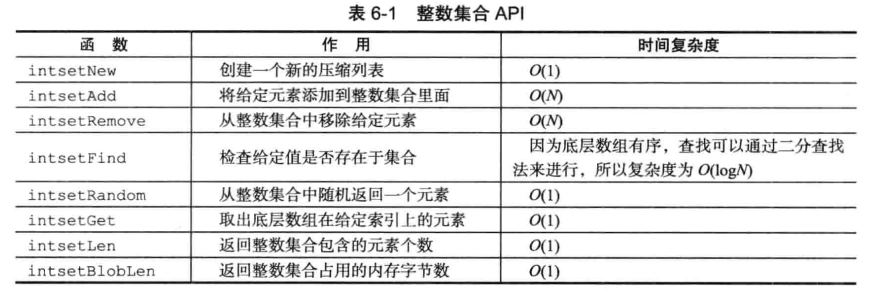 表 6-1 整数集合 API
函 数 作 用 时间复杂度
intsetNew 创建一个新的压缩列表 O(1)
intsetAdd 将给定元素添加到整数集合里面 O(N)
intsetRemove 从整数集合中移除给定元素 O(N)
intsetFind 检查给定值是否存在于集合 因为底层数组有序，查找可以通过二分查找
法来进行，所以复杂度为 O(logN)
intsetRandom 从整数集合中随机返回一个元素 O(1)
intsetGet 取出底层数组在给定索引上的元素 O(1)
intsetLen 返回整数集合包含的元素个数 O(1)
intsetBlobLen 返回整数集合占用的内存字节数 O(1)